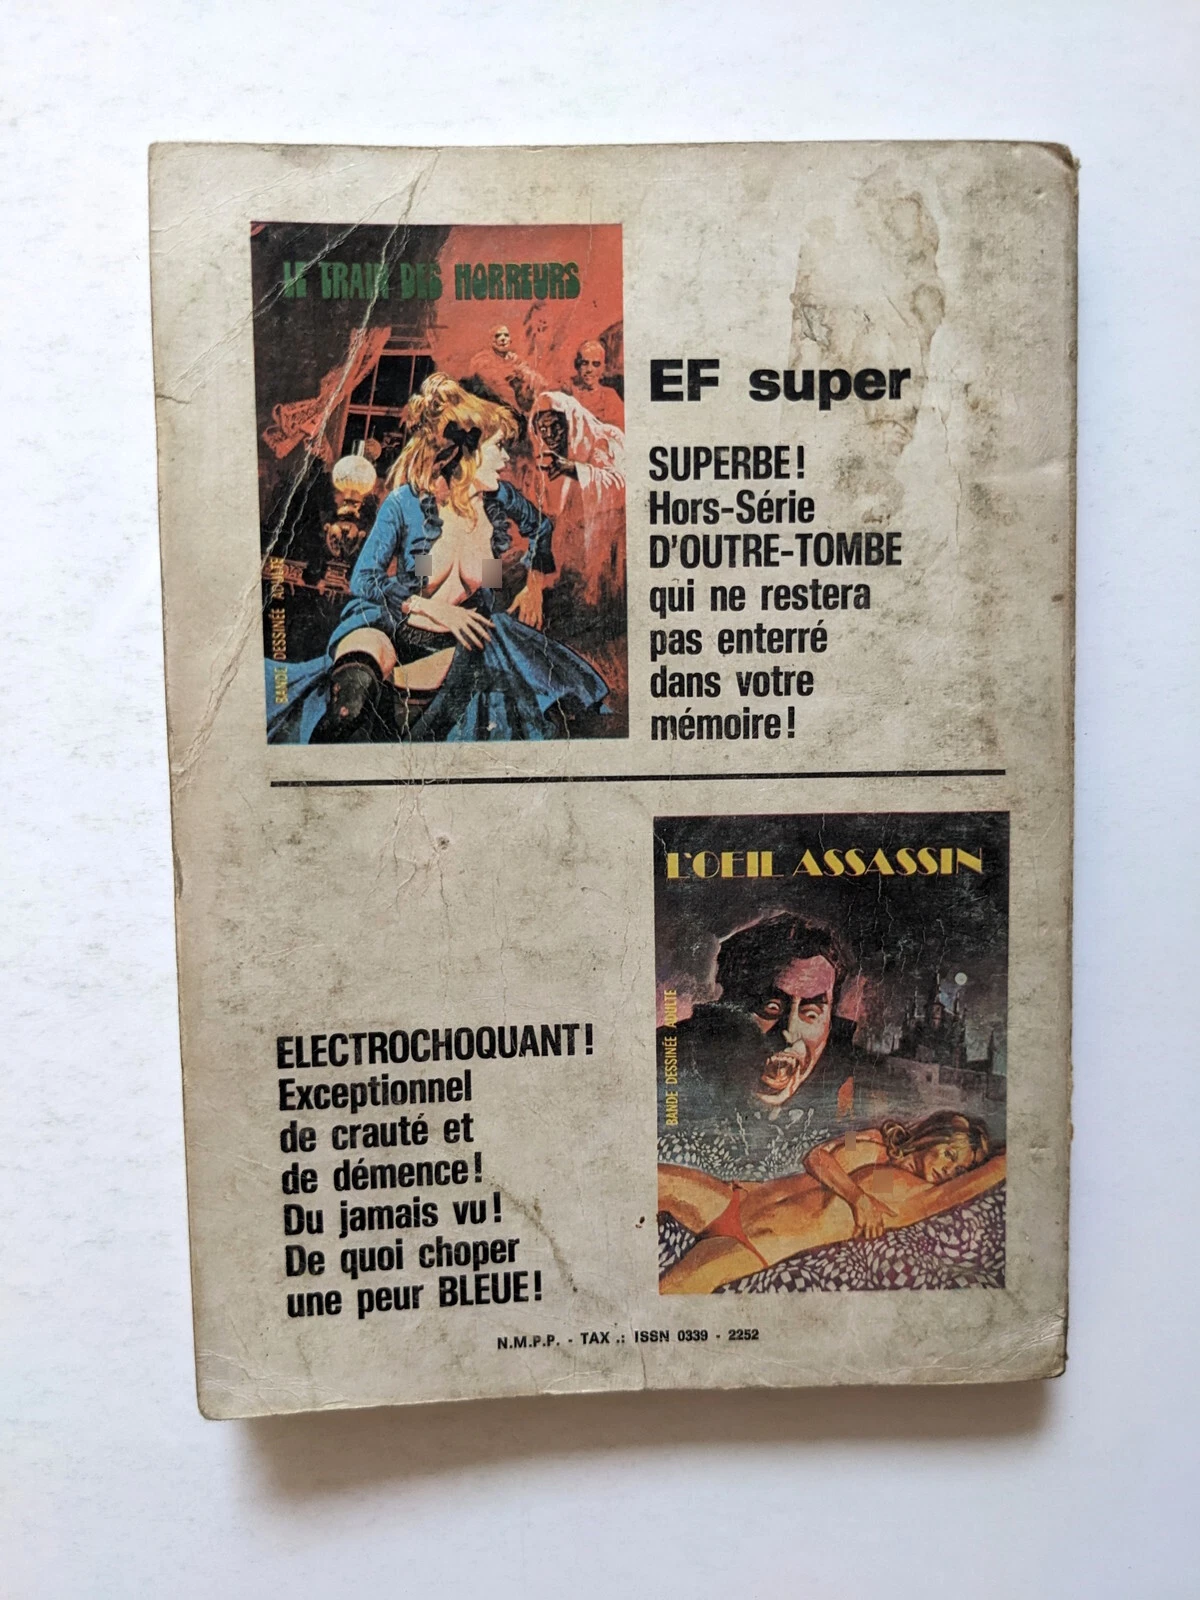 LE TRAIN DES HORREURS
BANDE DESSINÉE ADULTE
EF super
SUPERBE!
Hors-Série
D'OUTRE-TOMBE
qui ne restera
pas enterré
dans votre
mémoire!
L'OEIL ASSASSIN
BANDE DESSINÉE ADULTE
ELECTROCHOQUANT!
Exceptionnel
de crauté et
de démence!
Du jamais vu!
De quoi choper
une peur BLEUE!
N.M.P.P. - TAX .: ISSN 0339 - 2252